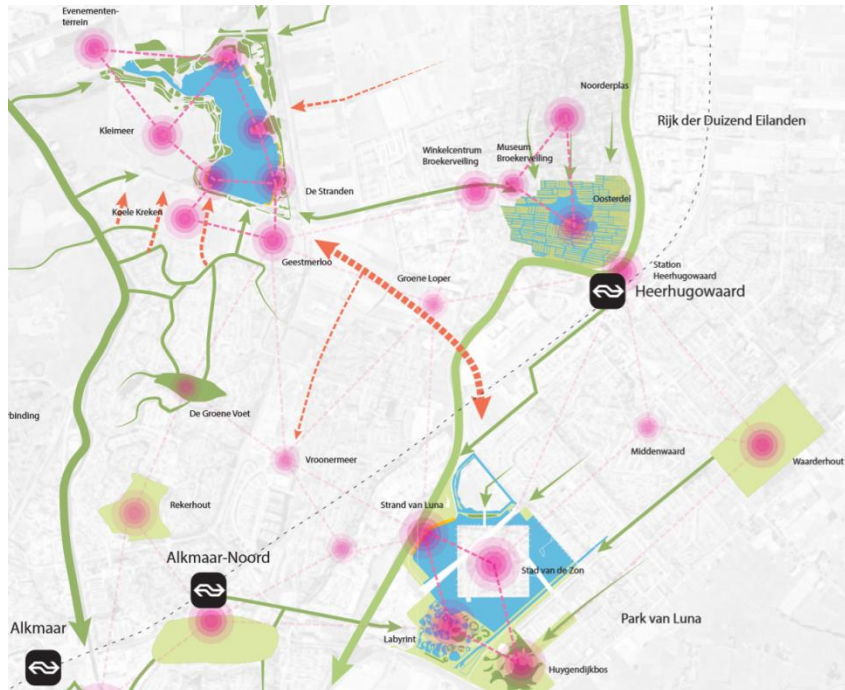 Evenementen-
terrein
Noorderplas
Rijk der Duizend Eilanden
Kleimeer
Winkelcentrum
Broekerveiling
Museum
Broekerveiling
De Stranden
Oosterdel
Koele Kreken
Geestmerloo
Groene Loper
Station
Heerhugowaard
Heerhugowaard
De Groene Voet
rbinding
Vroonermeer
Middenwaard
Waarderhout
Rekerhout
Strand van Luna
Alkmaar-Noord
Stad van de Zon
Alkmaar
Labyrint
Park van Luna
Huygendijkbos